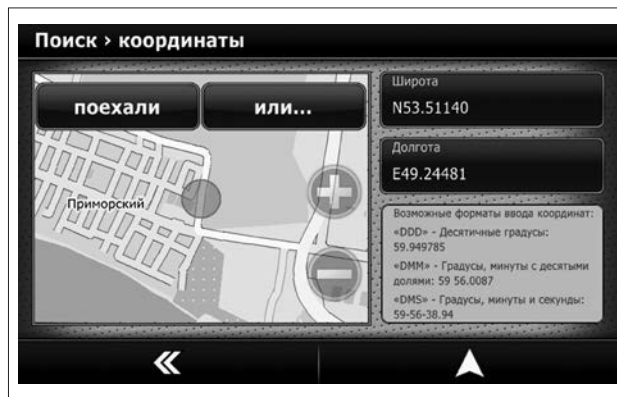 Поиск › координаты
поехали
или...
Приморский
Широта
N53.51140
Долгота
E49.24481
Возможные форматы ввода координат:
«DDD» - Десятичные градусы:
59.949785
«DMM» - Градусы, минуты с десятыми
долями: 59 56.0087
«DMS» - Градусы, минуты и секунды:
59-56-38.94